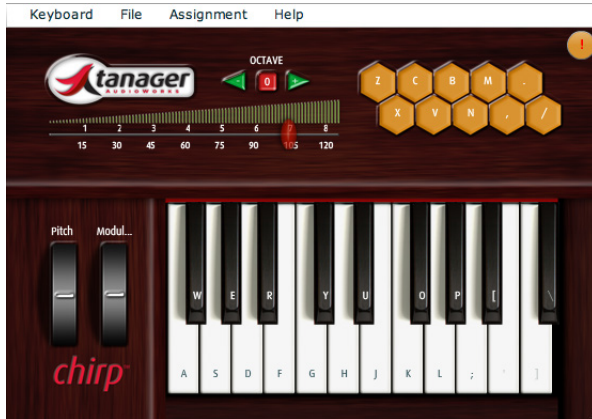 Keyboard File Assignment Help
!
tanager
AUDIOWORKS
OCTAVE
- 0 +
Z C B M .
X V N , /
1 2 3 4 5 6 7 8
15 30 45 60 75 90 105 120
Pitch Modul...
W E R Y U O P [ \
A S D F G H J K L ; ' ]
chirp™